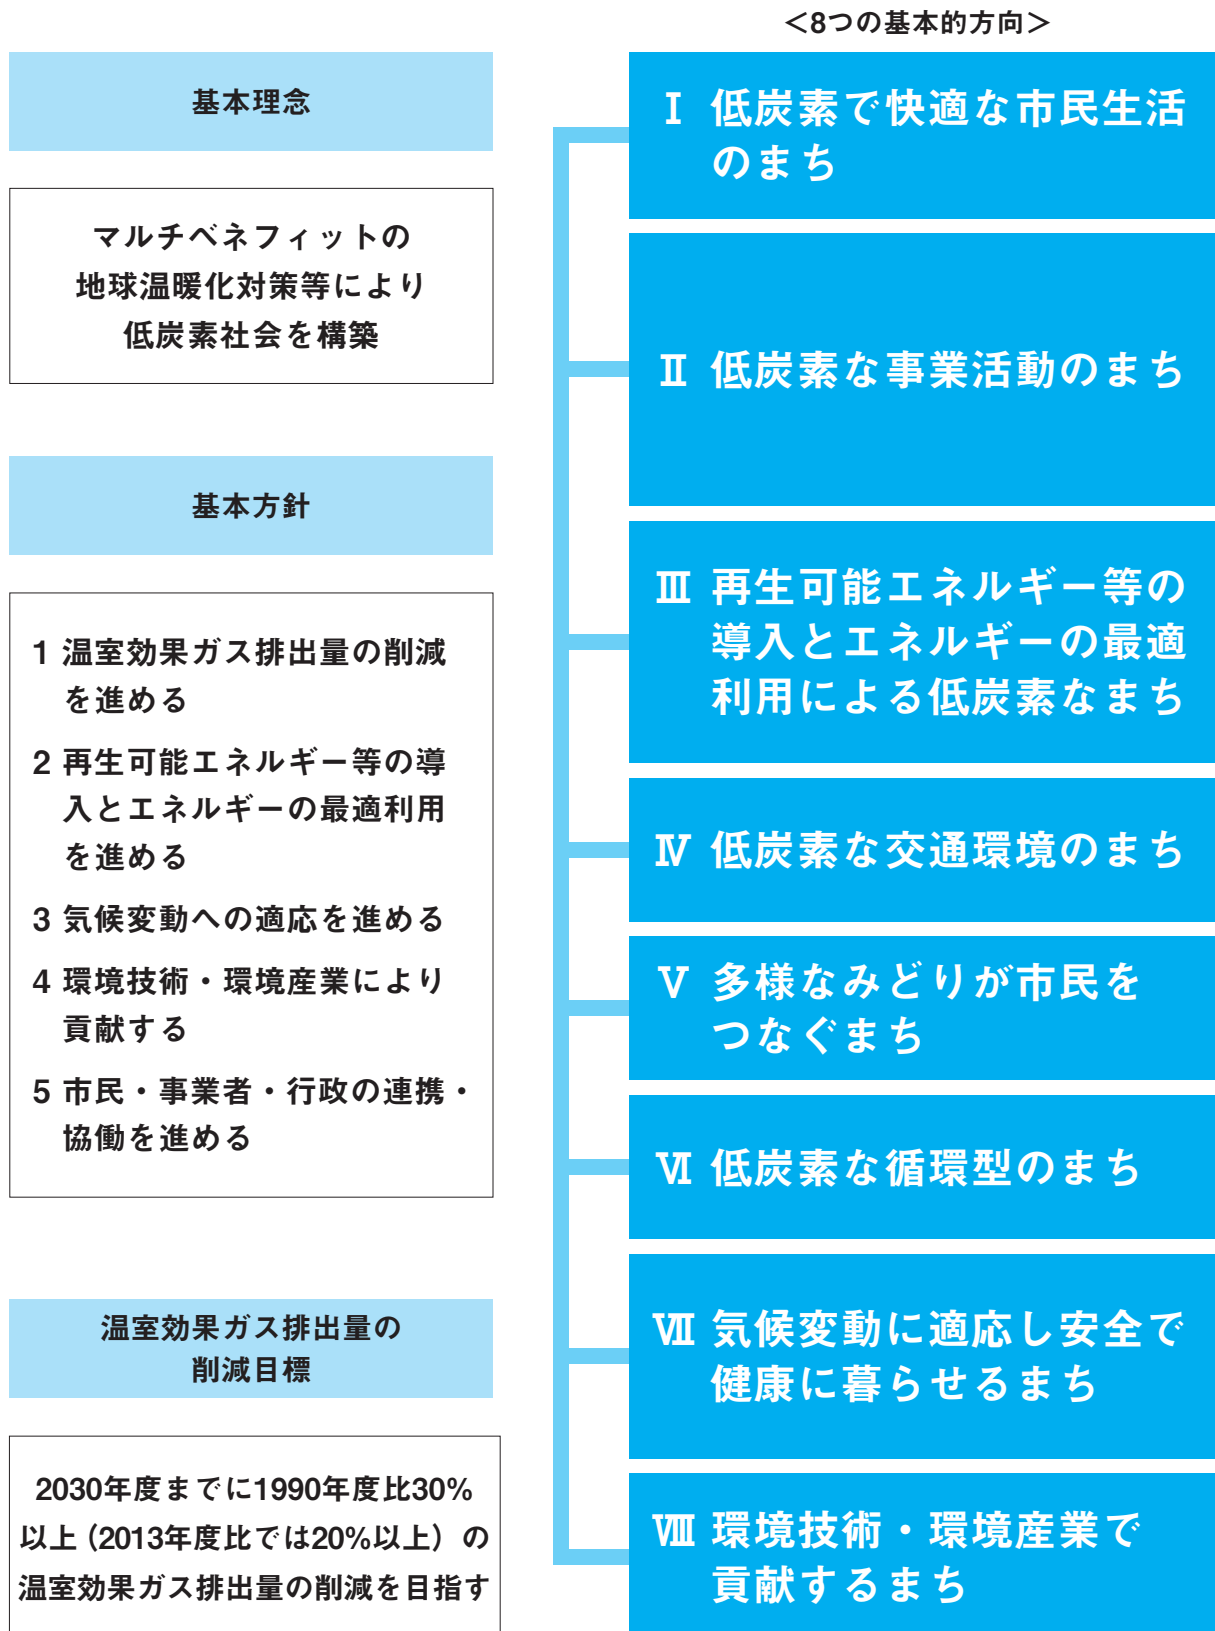 <8つの基本的方向>
基本理念
マルチベネフィットの
地球温暖化対策等により
低炭素社会を構築
基本方針
1 温室効果ガス排出量の削減
を進める
2 再生可能エネルギー等の導
入とエネルギーの最適利用
を進める
3 気候変動への適応を進める
4 環境技術・環境産業により
貢献する
5 市民・事業者・行政の連携・
協働を進める
温室効果ガス排出量の
削減目標
2030年度までに1990年度比30%
以上(2013年度比では20%以上)の
温室効果ガス排出量の削減を目指す
Ⅰ 低炭素で快適な市民生活
のまち
Ⅱ 低炭素な事業活動のまち
Ⅲ 再生可能エネルギー等の
導入とエネルギーの最適
利用による低炭素なまち
Ⅳ 低炭素な交通環境のまち
Ⅴ 多様なみどりが市民を
つなぐまち
Ⅵ 低炭素な循環型のまち
Ⅶ 気候変動に適応し安全で
健康に暮らせるまち
Ⅷ 環境技術・環境産業で
貢献するまち